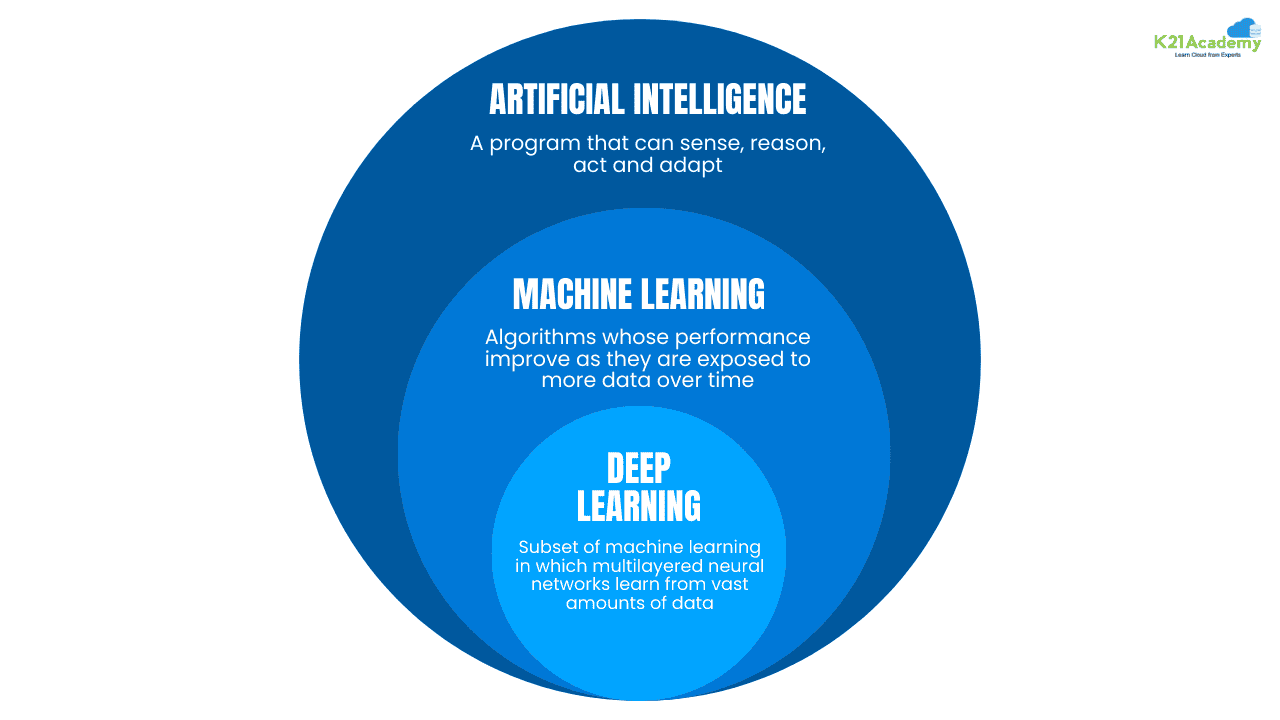 K21Academy
Learn Cloud from Experts
ARTIFICIAL INTELLIGENCE
A program that can sense, reason,
act and adapt
MACHINE LEARNING
Algorithms whose performance
improve as they are exposed to
more data over time
DEEP
LEARNING
Subset of machine learning
in which multilayered neural
networks learn from vast
amounts of data